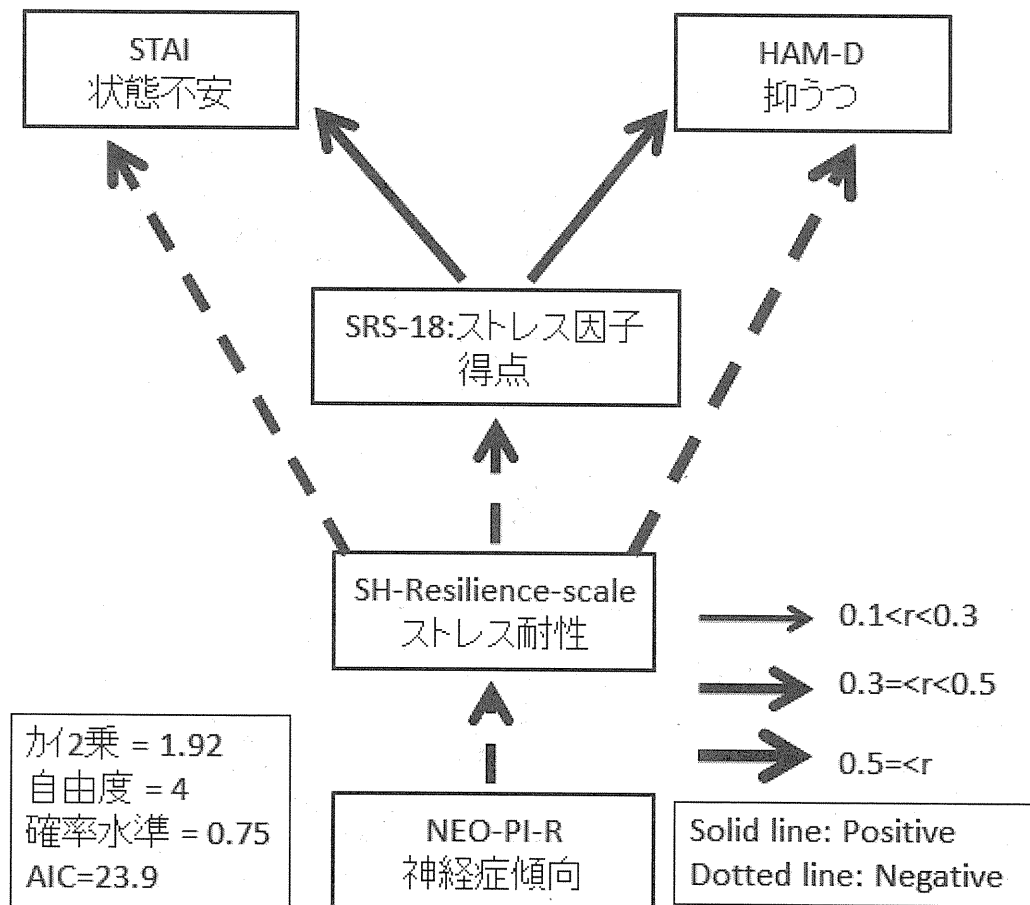 STAI
状態不安
HAM-D
抑うつ
SRS-18:ストレス因子
得点
SH-Resilience-scale
ストレス耐性
0.1<r<0.3
0.3=<r<0.5
0.5=<r
カイ2乗 = 1.92
自由度 = 4
確率水準 = 0.75
AIC=23.9
NEO-PI-R
神経症傾向
Solid line: Positive
Dotted line: Negative